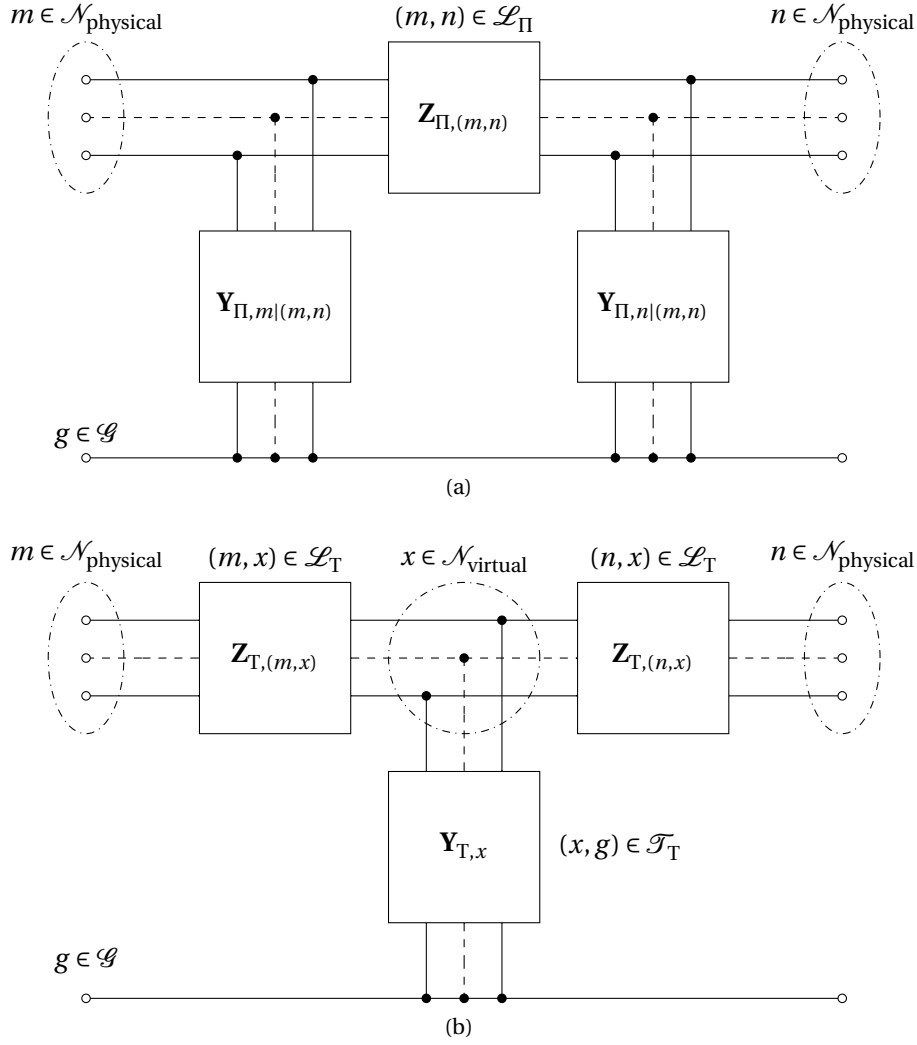 m ∈ 𝒩physical (m, n) ∈ ℒΠ n ∈ 𝒩physical
ZΠ,(m,n)
YΠ,m|(m,n) YΠ,n|(m,n)
g ∈ 𝒢
(a)
m ∈ 𝒩physical (m, x) ∈ ℒT x ∈ 𝒩virtual (n, x) ∈ ℒT n ∈ 𝒩physical
ZT,(m,x) ZT,(n,x)
YT,x (x, g) ∈ 𝒯T
g ∈ 𝒢
(b)